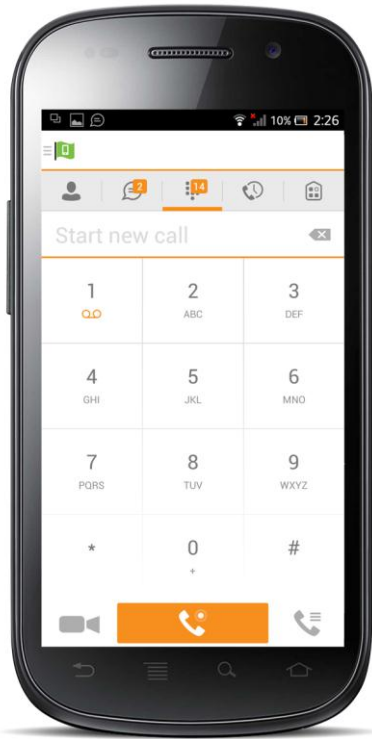 10% 2:26
2 14
Start new call
1 2 3
ABC DEF
4 5 6
GHI JKL MNO
7 8 9
PQRS TUV WXYZ
* 0 #
+